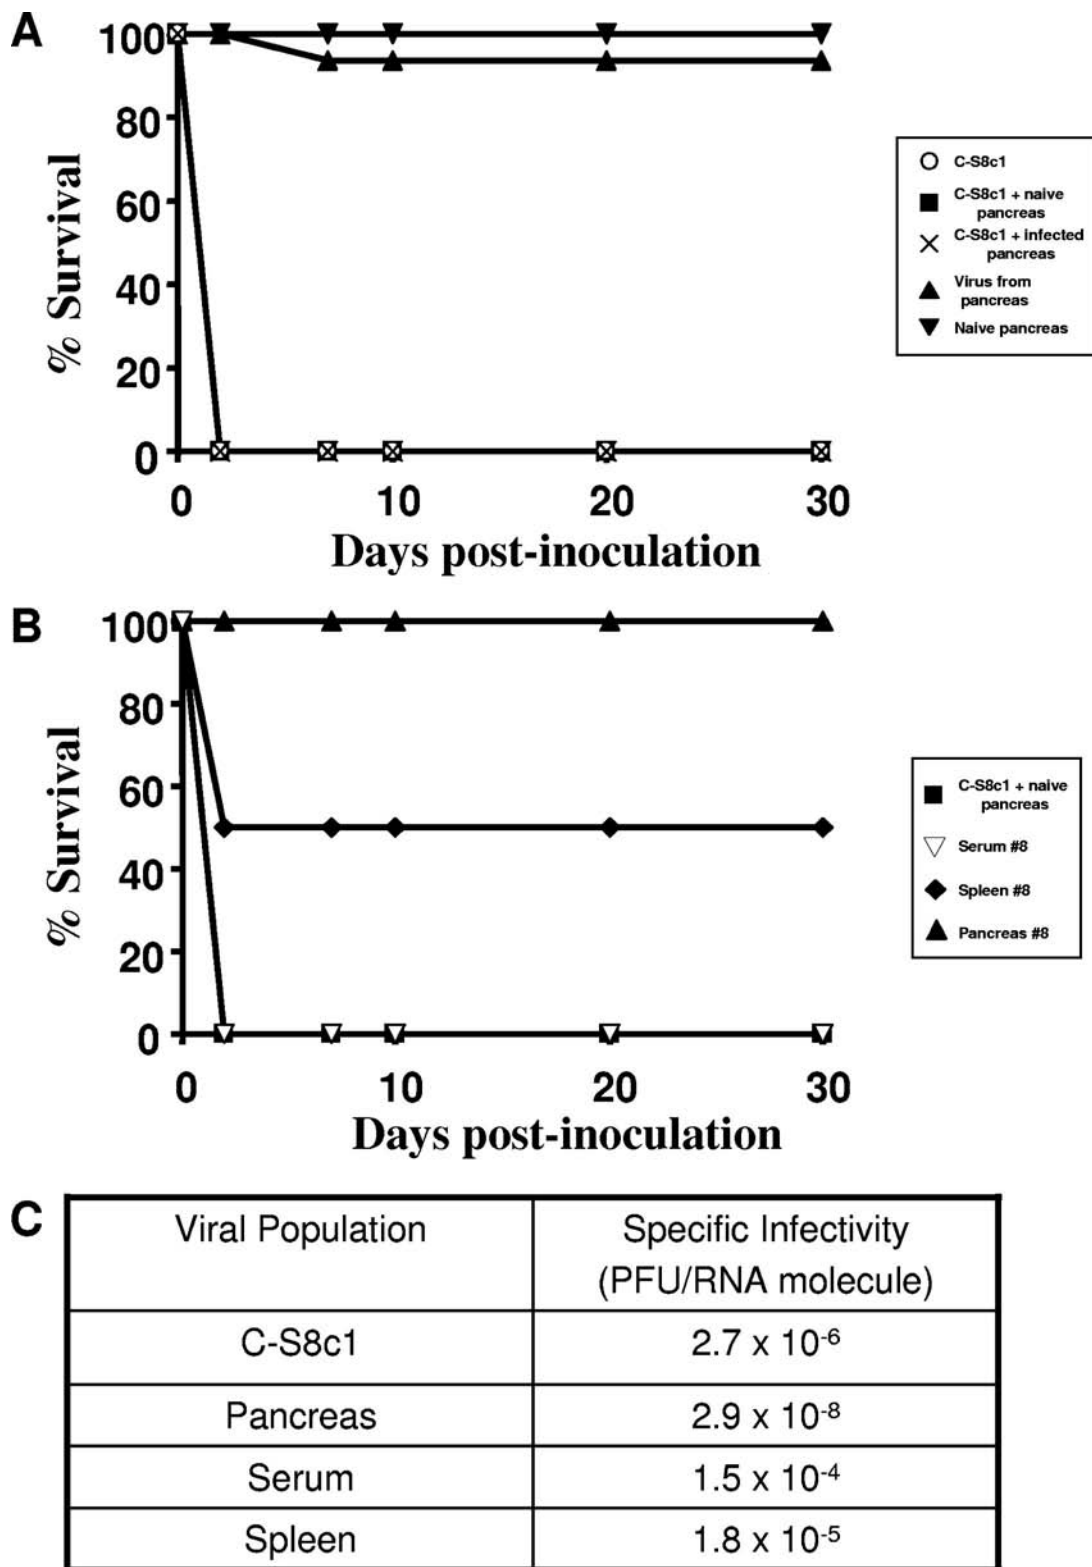 A
100
80
60
40
20
0
% Survival
0 10 20 30
Days post-inoculation
C-S8c1
C-S8c1 + naive
pancreas
C-S8c1 + infected
pancreas
Virus from
pancreas
Naive pancreas
B
100
80
60
40
20
0
% Survival
0 10 20 30
Days post-inoculation
C-S8c1 + naive
pancreas
Serum #8
Spleen #8
Pancreas #8
C
Viral Population Specific Infectivity
(PFU/RNA molecule)
C-S8c1 2.7 x 10⁻⁶
Pancreas 2.9 x 10⁻⁸
Serum 1.5 x 10⁻⁴
Spleen 1.8 x 10⁻⁵